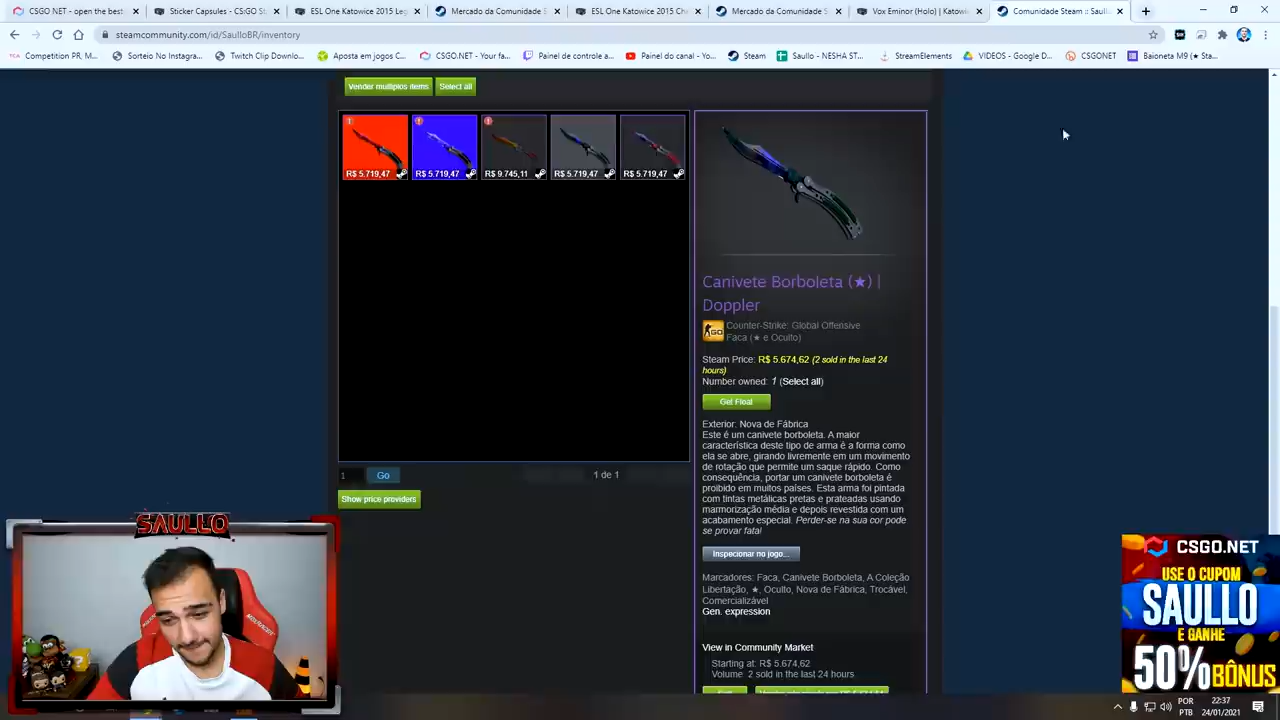 CSGO.NET - open the best
Sticker Capsules - CS:GO St
ESL One Katowice 2015 Leg
Mercado da Comunidade S
ESL One Katowice 2015 Cha
Mercado da Comunidade S
Vox Eminor (Holo) | Katowi
Comunidade Steam :: Saullo
steamcommunity.com/id/SaulloBR/inventory
Competition PR, M...
Sorteio No Instagra...
Twitch Clip Downlo...
Aposta em jogos C...
CSGO.NET - Your fa...
Painel de controle a...
Painel do canal - Yo...
Steam
Saullo - NESHA ST...
StreamElements
VIDEOS - Google D...
CSGONET
Baioneta M9 (★ Sta...
Vender multiplos items
Select all
R$ 5.719,47
R$ 5.719,47
R$ 9.745,11
R$ 5.719,47
R$ 5.719,47
Canivete Borboleta (★) |
Doppler
Counter-Strike: Global Offensive
Faca (★ e Oculto)
Steam Price: R$ 5.674,62 (2 sold in the last 24
hours)
Number owned: 1 (Select all)
Get Float
Exterior: Nova de Fábrica
Este é um canivete borboleta. A maior
característica deste tipo de arma é a forma como
ela se abre, girando livremente em um movimento
de rotação que permite um saque rápido. Como
consequência, portar um canivete borboleta é
proibido em muitos países. Esta arma foi pintada
com tintas metálicas pretas e prateadas usando
marmorização média e depois revestida com um
acabamento especial. Perder-se na sua cor pode
se provar fatal
Inspecionar no jogo...
Marcadores: Faca, Canivete Borboleta, A Coleção
Libertação, ★, Oculto, Nova de Fábrica, Trocável,
Comercializável
Gen. expression
View in Community Market
Starting at: R$ 5.674,62
Volume: 2 sold in the last 24 hours
1
Go
1 de 1
Show price providers
SAULLO
CSGO.NET
USE O CUPOM
SAULLO
E GANHE
50% BÔNUS
POR
PTB
22:37
24/01/2021